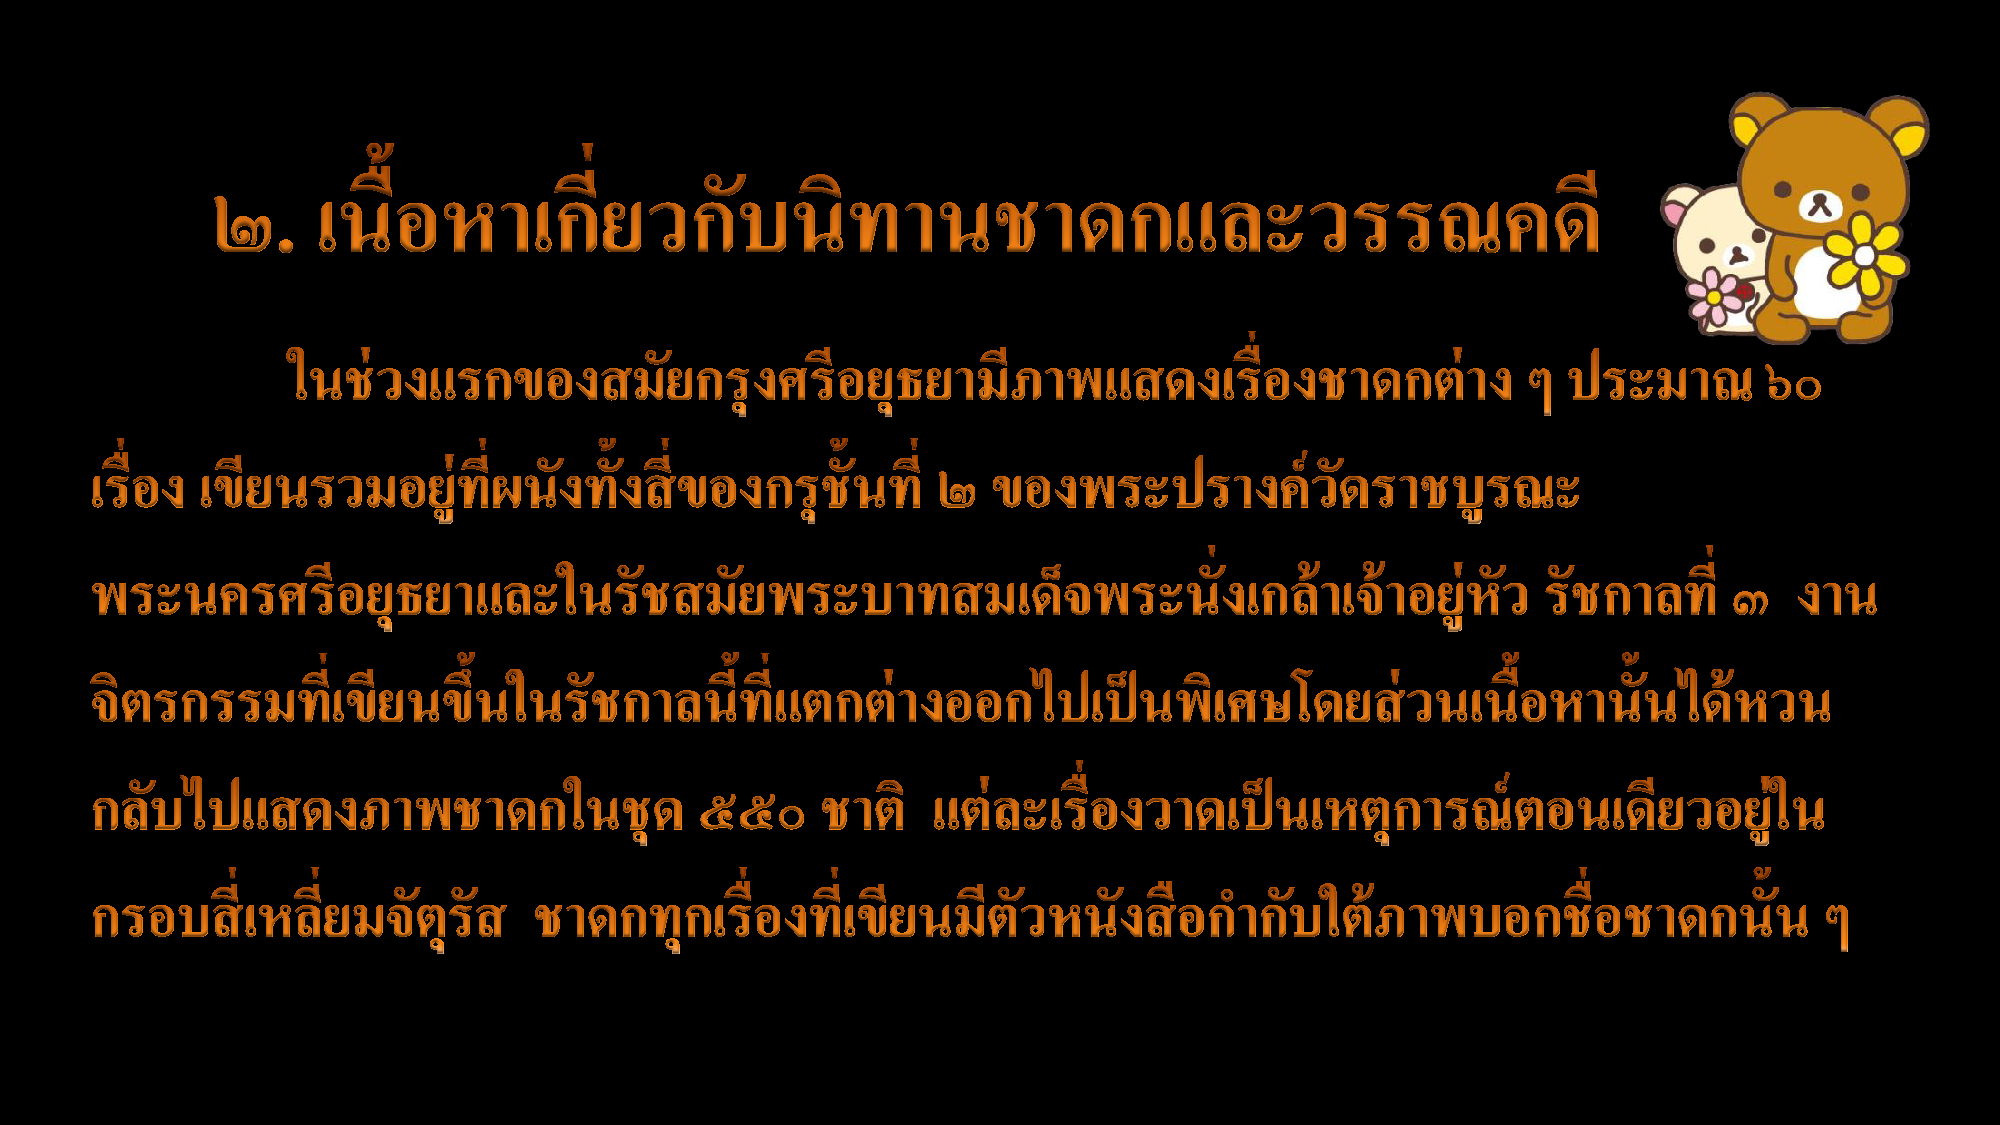 ๒. เนื้อหาเกี่ยวกับนิทานชาดกและวรรณคดี
ในช่วงแรกของสมัยกรุงศรีอยุธยามีภาพแสดงเรื่องชาดกต่าง ๆ ประมาณ ๖๐
เรื่อง เขียนรวมอยู่ที่ผนังทั้งสี่ของกรุชั้นที่ ๒ ของพระปรางค์วัดราชบูรณะ
พระนครศรีอยุธยาและในรัชสมัยพระบาทสมเด็จพระนั่งเกล้าเจ้าอยู่หัว รัชกาลที่ ๓ งาน
จิตรกรรมที่เขียนขึ้นในรัชกาลนี้ที่แตกต่างออกไปเป็นพิเศษโดยส่วนเนื้อหานั้นได้หวน
กลับไปแสดงภาพชาดกในชุด ๕๕๐ ชาติ แต่ละเรื่องวาดเป็นเหตุการณ์ตอนเดียวอยู่ใน
กรอบสี่เหลี่ยมจัตุรัส ชาดกทุกเรื่องที่เขียนมีตัวหนังสือกำกับใต้ภาพบอกชื่อชาดกนั้น ๆ